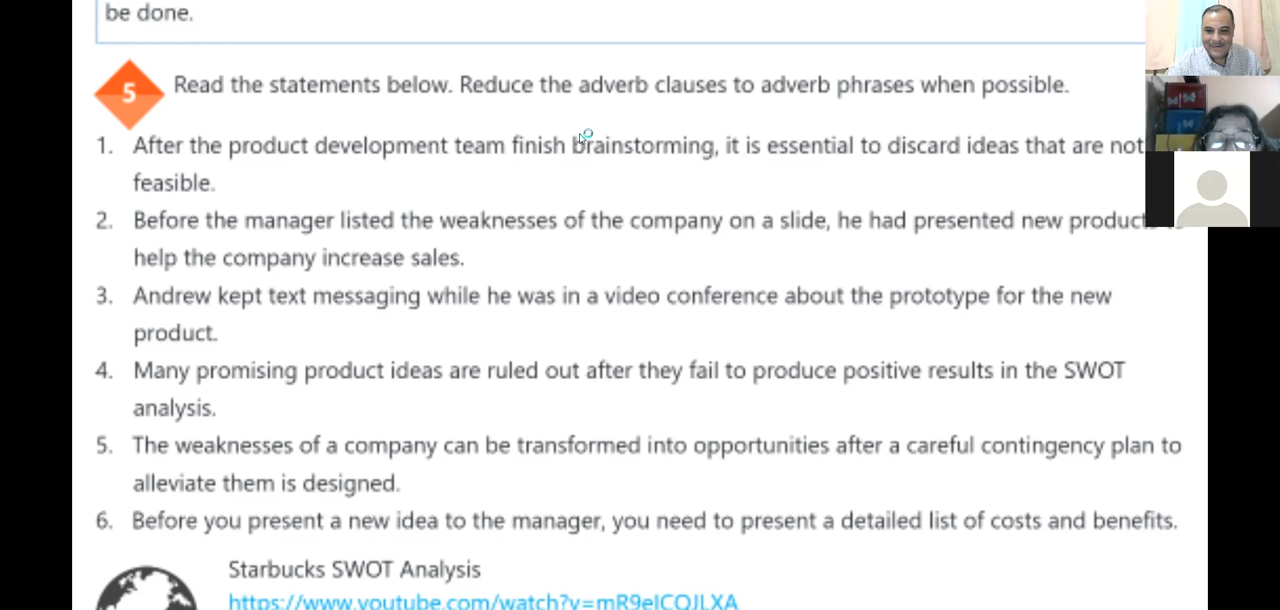 be done.
5 Read the statements below. Reduce the adverb clauses to adverb phrases when possible.
1. After the product development team finish brainstorming, it is essential to discard ideas that are not
feasible.
2. Before the manager listed the weaknesses of the company on a slide, he had presented new product
help the company increase sales.
3. Andrew kept text messaging while he was in a video conference about the prototype for the new
product.
4. Many promising product ideas are ruled out after they fail to produce positive results in the SWOT
analysis.
5. The weaknesses of a company can be transformed into opportunities after a careful contingency plan to
alleviate them is designed.
6. Before you present a new idea to the manager, you need to present a detailed list of costs and benefits.
Starbucks SWOT Analysis